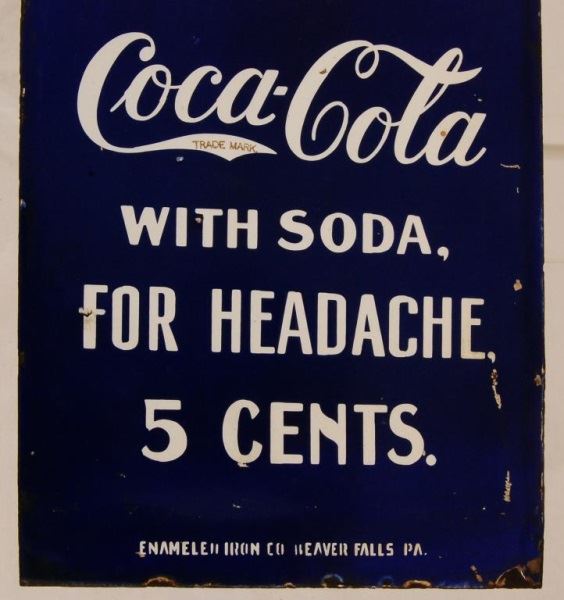 Coca-Cola
TRADE MARK
WITH SODA,
FOR HEADACHE,
5 CENTS.
ENAMELED IRON CO BEAVER FALLS PA.